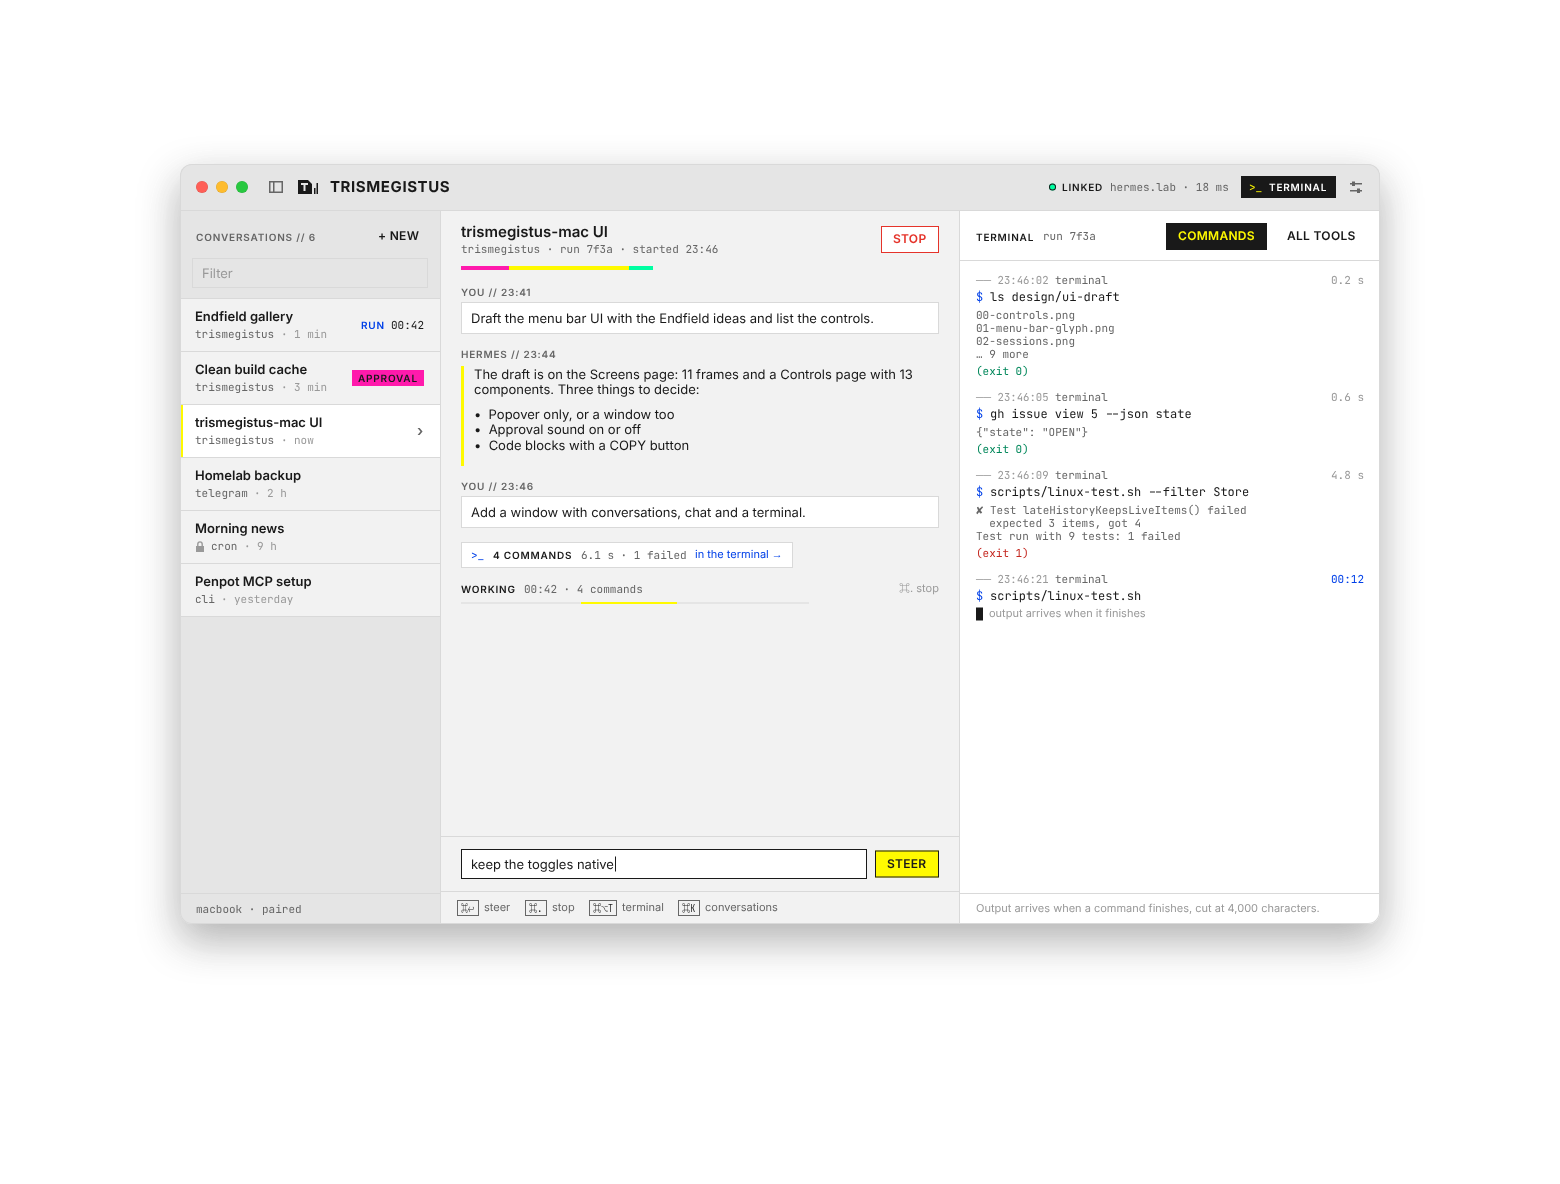 TRISMEGISTUS
LINKED hermes.lab · 18 ms
>_ TERMINAL
CONVERSATIONS // 6
+ NEW
Filter
Endfield gallery
trismegistus · 1 min
RUN 00:42
Clean build cache
trismegistus · 3 min
APPROVAL
trismegistus-mac UI
trismegistus · now
›
Homelab backup
telegram · 2 h
Morning news
cron · 9 h
Penpot MCP setup
cli · yesterday
macbook · paired
trismegistus-mac UI
trismegistus · run 7f3a · started 23:46
STOP
YOU // 23:41
Draft the menu bar UI with the Endfield ideas and list the controls.
HERMES // 23:44
The draft is on the Screens page: 11 frames and a Controls page with 13
components. Three things to decide:
• Popover only, or a window too
• Approval sound on or off
• Code blocks with a COPY button
YOU // 23:46
Add a window with conversations, chat and a terminal.
>_ 4 COMMANDS 6.1 s · 1 failed in the terminal →
WORKING 00:42 · 4 commands
⌘. stop
keep the toggles native
STEER
⌘↩ steer ⌘. stop ⌘⌥T terminal ⌘K conversations
TERMINAL run 7f3a
COMMANDS
ALL TOOLS
── 23:46:02 terminal 0.2 s
$ ls design/ui-draft
00-controls.png
01-menu-bar-glyph.png
02-sessions.png
… 9 more
(exit 0)
── 23:46:05 terminal 0.6 s
$ gh issue view 5 --json state
{"state": "OPEN"}
(exit 0)
── 23:46:09 terminal 4.8 s
$ scripts/linux-test.sh --filter Store
✘ Test lateHistoryKeepsLiveItems() failed
expected 3 items, got 4
Test run with 9 tests: 1 failed
(exit 1)
── 23:46:21 terminal 00:12
$ scripts/linux-test.sh
output arrives when it finishes
Output arrives when a command finishes, cut at 4,000 characters.